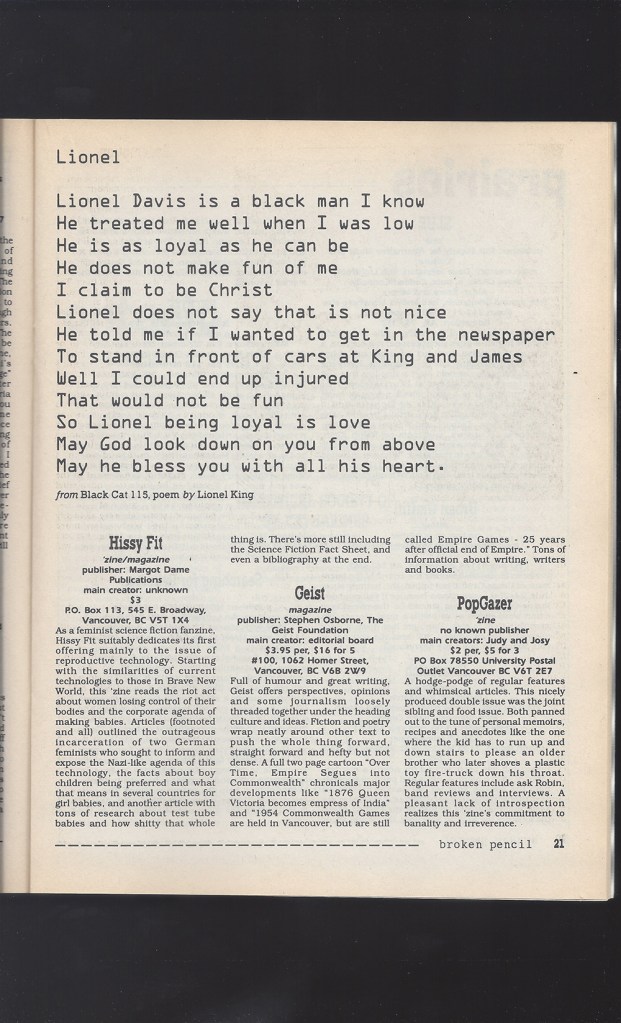 Lionel
Lionel Davis is a black man I know
He treated me well when I was low
He is as loyal as he can be
He does not make fun of me
I claim to be Christ
Lionel does not say that is not nice
He told me if I wanted to get in the newspaper
To stand in front of cars at King and James
Well I could end up injured
That would not be fun
So Lionel being loyal is love
May God look down on you from above
May he bless you with all his heart.
from Black Cat 115, poem by Lionel King
Hissy Fit
'zine/magazine
publisher: Margot Dame
Publications
main creator: unknown
$3
P.O. Box 113, 545 E. Broadway,
Vancouver, BC V5T 1X4
As a feminist science fiction fanzine,
Hissy Fit suitably dedicates its first
offering mainly to the issue of
reproductive technology. Starting
with the similarities of current
technologies to those in Brave New
World, this 'zine reads the riot act
about women losing control of their
bodies and the corporate agenda of
making babies. Articles (footnoted
and all) outlined the outrageous
incarceration of two German
feminists who sought to inform and
expose the Nazi-like agenda of this
technology, the facts about boy
children being preferred and what
that means in several countries for
girl babies, and another article with
tons of research about test tube
babies and how shitty that whole
thing is. There's more still including
the Science Fiction Fact Sheet, and
even a bibliography at the end.
Geist
magazine
publisher: Stephen Osborne, The
Geist Foundation
main creator: editorial board
$3.95 per, $16 for 5
#100, 1062 Homer Street,
Vancouver, BC V6B 2W9
Full of humour and great writing,
Geist offers perspectives, opinions
and some journalism loosely
threaded together under the heading
culture and ideas. Fiction and poetry
wrap neatly around other text to
push the whole thing forward,
straight forward and hefty but not
dense. A full two page cartoon "Over
Time, Empire Segues into
Commonwealth" chronicals major
developments like "1876 Queen
Victoria becomes empress of India"
and "1954 Commonwealth Games
are held in Vancouver, but are still
called Empire Games - 25 years
after official end of Empire." Tons of
information about writing, writers
and books.
PopGazer
'zine
no known publisher
main creators: Judy and Josy
$2 per, $5 for 3
PO Box 78550 University Postal
Outlet Vancouver BC V6T 2E7
A hodge-podge of regular features
and whimsical articles. This nicely
produced double issue was the joint
sibling and food issue. Both panned
out to the tune of personal memoirs,
recipes and anecdotes like the one
where the kid has to run up and
down stairs to please an older
brother who later shoves a plastic
toy fire-truck down his throat.
Regular features include ask Robin,
band reviews and interviews. A
pleasant lack of introspection
realizes this 'zine's commitment to
banality and irreverence.
broken pencil 21